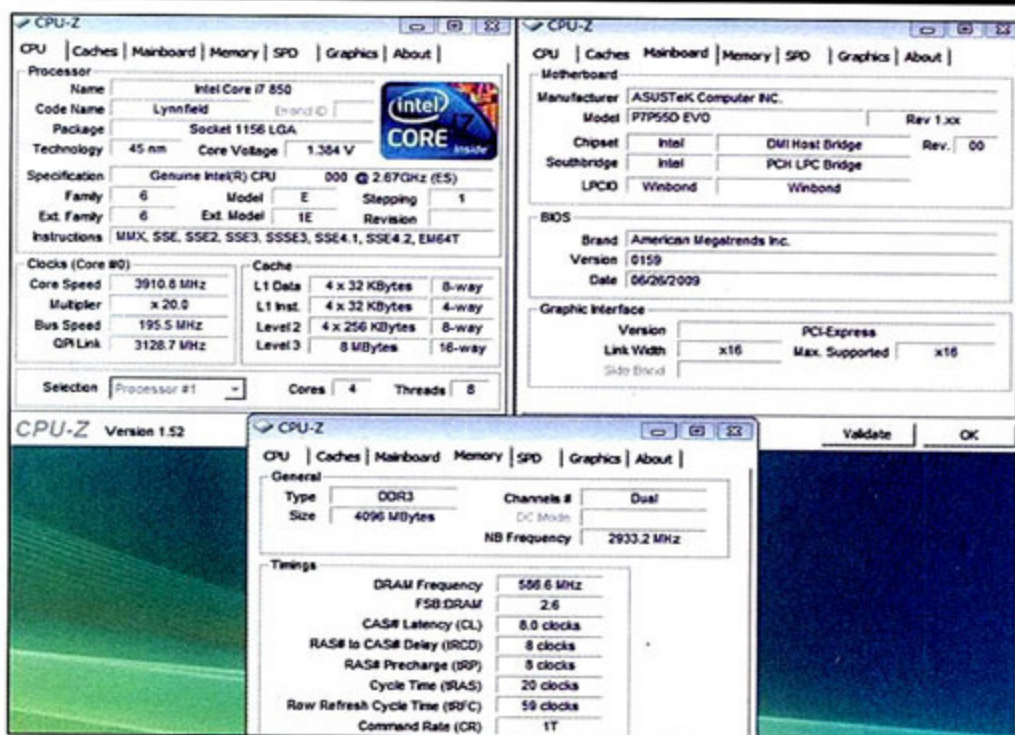 CPU-Z
CPU Caches Mainboard Memory SPD Graphics About
Processor
Name Intel Core i7 850
Code Name Lynnfield Brand ID
Package Socket 1156 LGA
Technology 45 nm Core Voltage 1.384 V
intel CORE i7 inside
Specification Genuine Intel(R) CPU 000 @ 2.67GHz (ES)
Family 6 Model E Stepping 1
Ext. Family 6 Ext. Model 1E Revision
Instructions MMX, SSE, SSE2, SSE3, SSSE3, SSE4.1, SSE4.2, EM64T
Clocks (Core #0)
Core Speed 3910.8 MHz
Multiplier x 20.0
Bus Speed 195.5 MHz
QPI Link 3128.7 MHz
Cache
L1 Data 4 x 32 KBytes 8-way
L1 Inst. 4 x 32 KBytes 4-way
Level 2 4 x 256 KBytes 8-way
Level 3 8 MBytes 16-way
Selection Processor #1 Cores 4 Threads 8
CPU-Z Version 1.52
CPU-Z
CPU Caches Mainboard Memory SPD Graphics About
Motherboard
Manufacturer ASUSTeK Computer INC.
Model P7P55D EVO Rev 1.xx
Chipset Intel DMI Host Bridge Rev. 00
Southbridge Intel PCH LPC Bridge
LPCIO Winbond Winbond
BIOS
Brand American Megatrends Inc.
Version 0159
Date 06/26/2009
Graphic Interface
Version PCI-Express
Link Width x16 Max. Supported x16
Side Band
Validate OK
CPU-Z
CPU Caches Mainboard Memory SPD Graphics About
General
Type DDR3 Channels # Dual
Size 4096 MBytes DC Mode
NB Frequency 2933.2 MHz
Timings
DRAM Frequency 586.6 MHz
FSB:DRAM 2:6
CAS# Latency (CL) 8.0 clocks
RAS# to CAS# Delay (tRCD) 8 clocks
RAS# Precharge (tRP) 8 clocks
Cycle Time (tRAS) 20 clocks
Row Refresh Cycle Time (tRFC) 59 clocks
Command Rate (CR) 1T